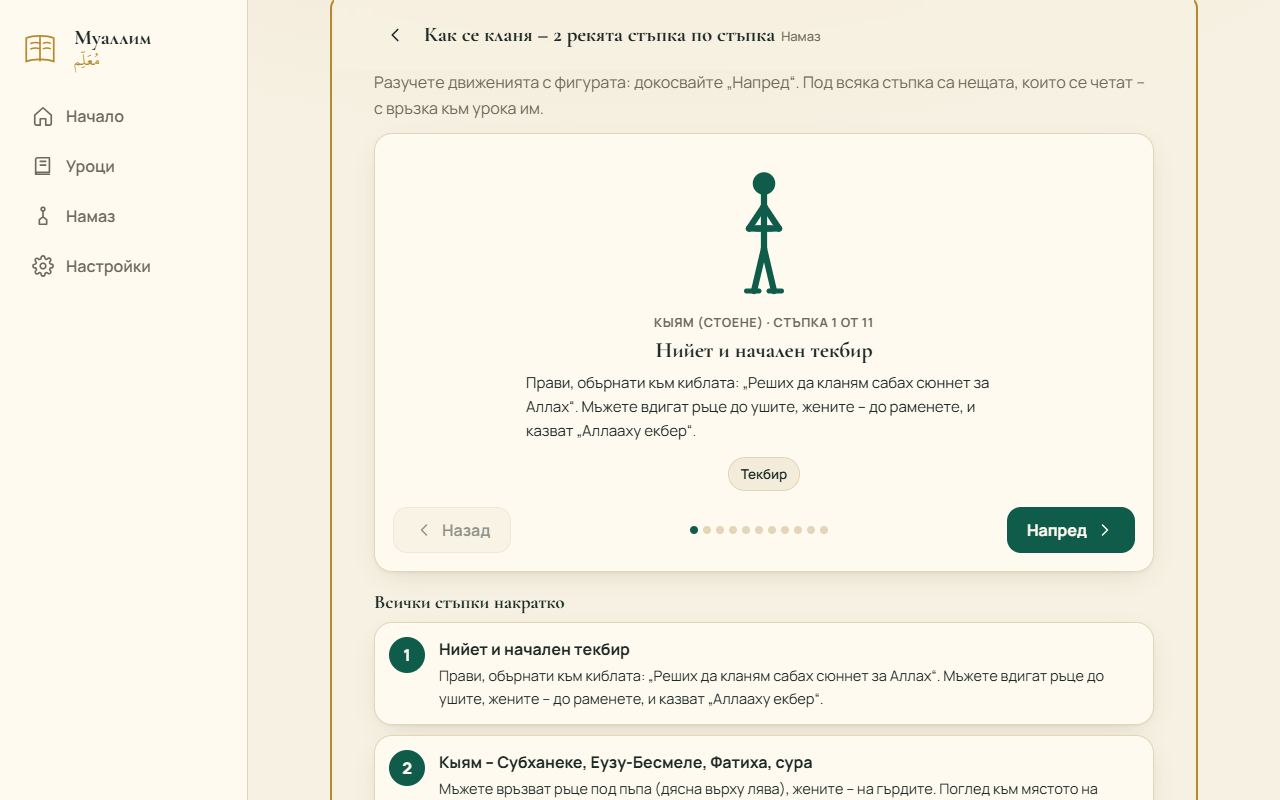 Муаллим
مُعَلِّم
Начало
Уроци
Намаз
Настройки
Как се кланя – 2 рекята стъпка по стъпка Намаз
Разучете движенията с фигурата: докосвайте „Напред“. Под всяка стъпка са нещата, които се четат –
с връзка към урока им.
КЫЯМ (СТОЕНЕ) · СТЪПКА 1 ОТ 11
Нийет и начален текбир
Прави, обърнати към киблата: „Реших да кланям сабах сюннет за
Аллах“. Мъжете вдигат ръце до ушите, жените – до раменете, и
казват „Аллааху екбер“.
Текбир
Назад
Напред
Всички стъпки накратко
1
Нийет и начален текбир
Прави, обърнати към киблата: „Реших да кланям сабах сюннет за Аллах“. Мъжете вдигат ръце до
ушите, жените – до раменете, и казват „Аллааху екбер“.
2
Кыям – Субханеке, Еузу-Бесмеле, Фатиха, сура
Мъжете връзват ръце под пъпа (дясна върху лява), жените – на гърдите. Поглед към мястото на